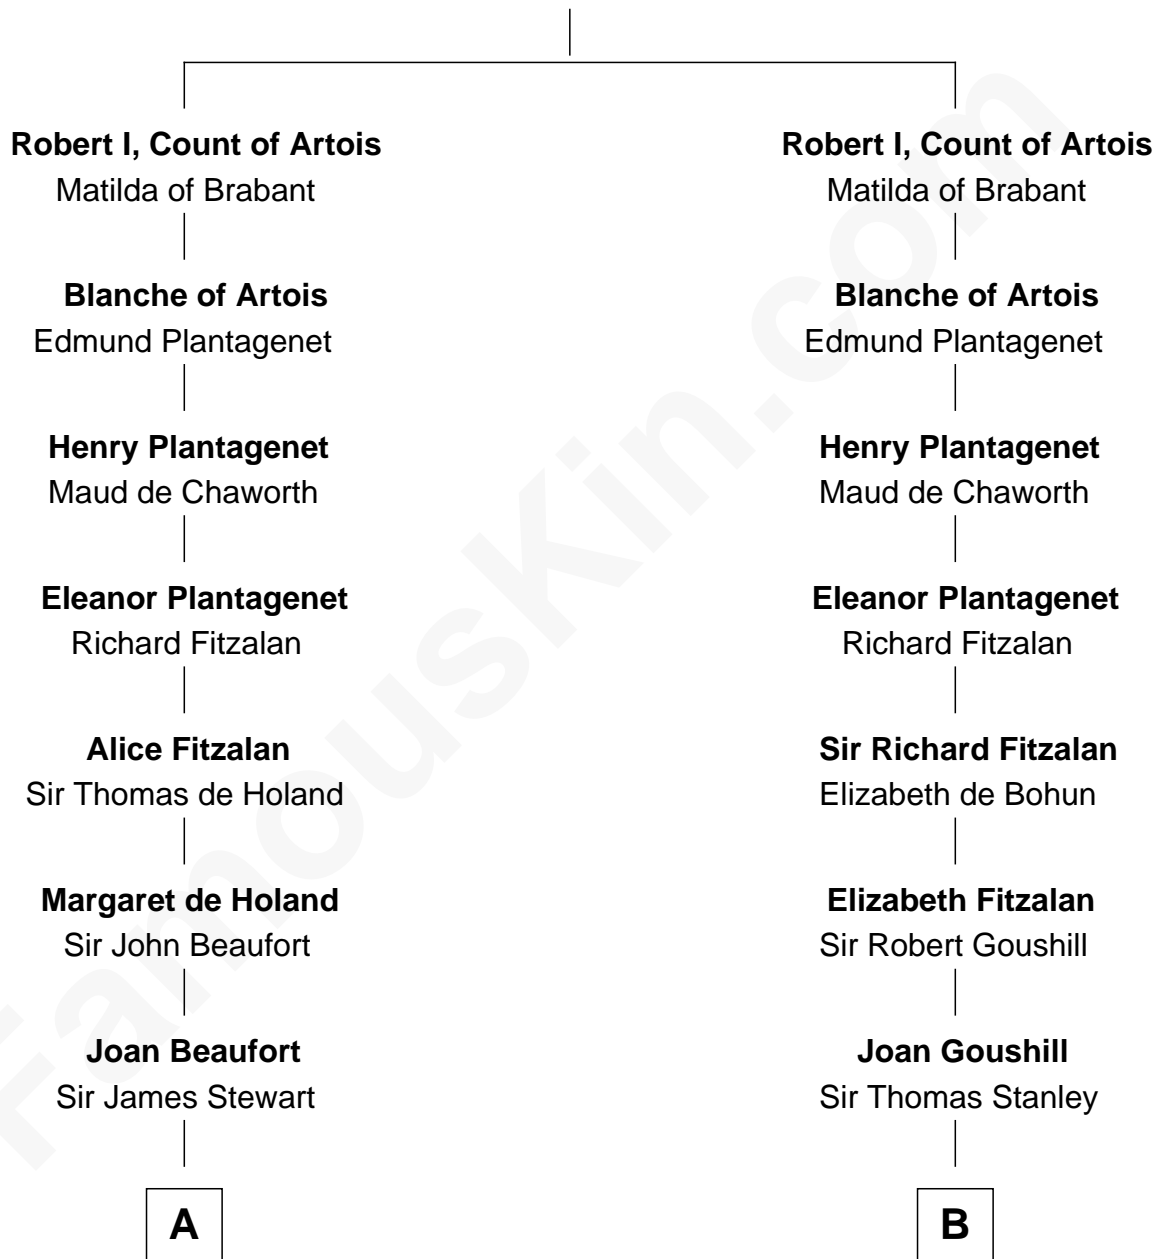 Robert I, Count of Artois
Matilda of Brabant
Blanche of Artois
Edmund Plantagenet
Henry Plantagenet
Maud de Chaworth
Eleanor Plantagenet
Richard Fitzalan
Alice Fitzalan
Sir Thomas de Holand
Margaret de Holand
Sir John Beaufort
Joan Beaufort
Sir James Stewart
A
Robert I, Count of Artois
Matilda of Brabant
Blanche of Artois
Edmund Plantagenet
Henry Plantagenet
Maud de Chaworth
Eleanor Plantagenet
Richard Fitzalan
Sir Richard Fitzalan
Elizabeth de Bohun
Elizabeth Fitzalan
Sir Robert Goushill
Joan Goushill
Sir Thomas Stanley
B
FamousKin.com